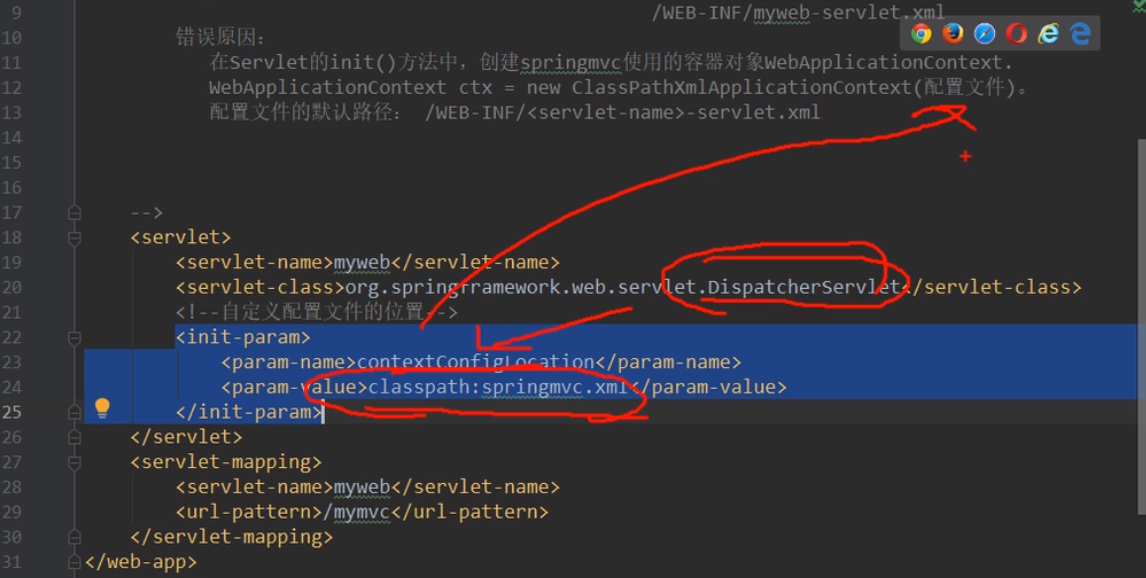 9 /WEB-INF/myweb-servlet.xml
10 错误原因:
11 在Servlet的init()方法中，创建springmvc使用的容器对象WebApplicationContext.
12 WebApplicationContext ctx = new ClassPathXmlApplicationContext(配置文件)。
13 配置文件的默认路径: /WEB-INF/<servlet-name>-servlet.xml
14
15
16
17 -->
18 <servlet>
19 <servlet-name>myweb</servlet-name>
20 <servlet-class>org.springframework.web.servlet.DispatcherServlet</servlet-class>
21 <!--自定义配置文件的位置-->
22 <init-param>
23 <param-name>contextConfigLocation</param-name>
24 <param-value>classpath:springmvc.xml</param-value>
25 </init-param>
26 </servlet>
27 <servlet-mapping>
28 <servlet-name>myweb</servlet-name>
29 <url-pattern>/mymvc</url-pattern>
30 </servlet-mapping>
31 </web-app>